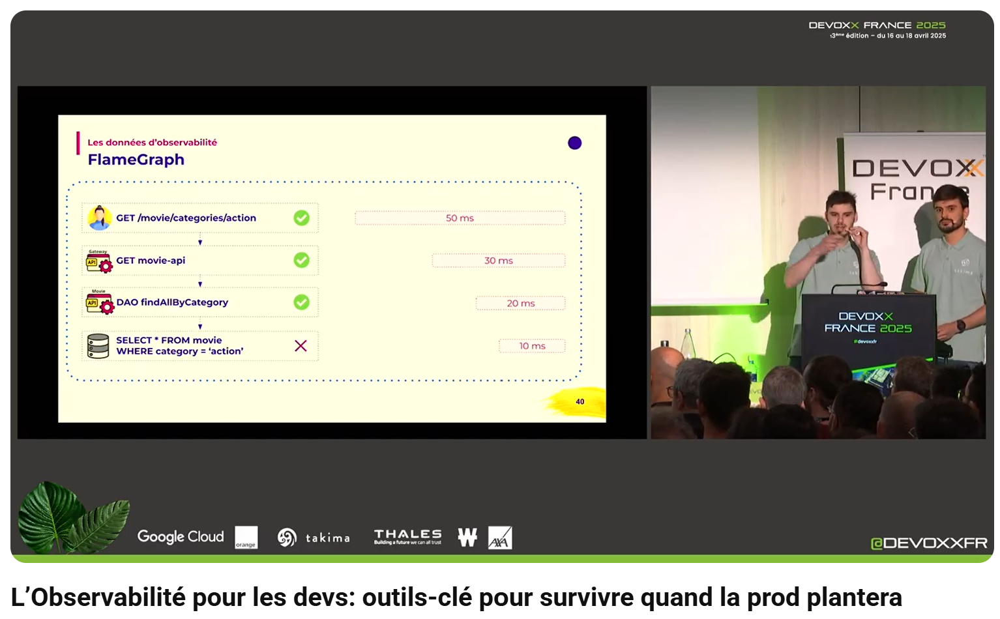 DEVOXX FRANCE 2025
13ème édition – du 16 au 18 avril 2025
Les données d'observabilité
FlameGraph
GET /movie/categories/action
50 ms
Gateway
API
GET movie-api
30 ms
Movie
API
DAO findAllByCategory
20 ms
SELECT * FROM movie
WHERE category = ‘action’
10 ms
40
DEVOXX
France
takima
DEVOXX
FRANCE 2025
#devoxxfr
Google Cloud
orange
takima
THALES
Building a future we can all trust
W
AXA
@DEVOXXFR
L’Observabilité pour les devs: outils-clé pour survivre quand la prod plantera